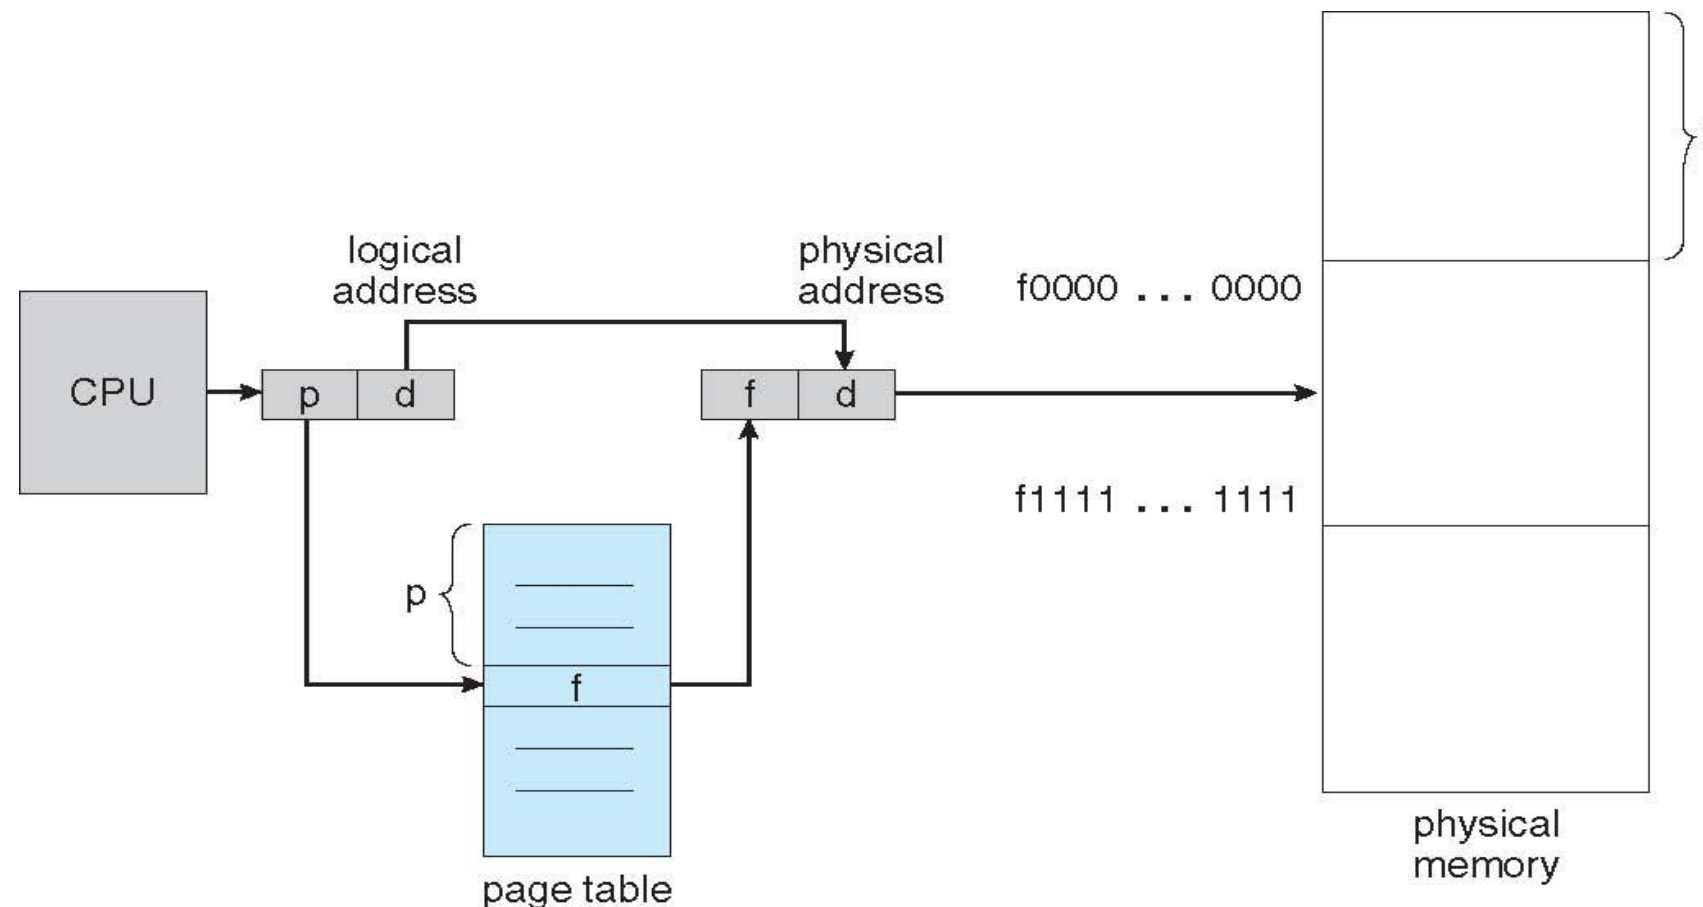 logical
address
physical
address
f0000 ... 0000
CPU
p
d
f
d
f1111 ... 1111
p
f
physical
memory
page table